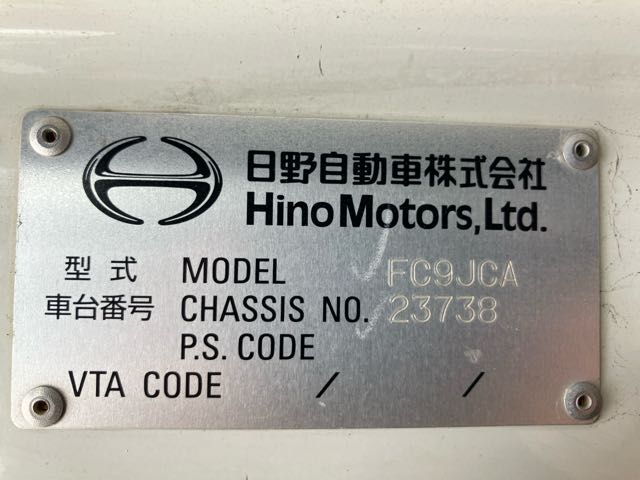 日野自動車株式会社
Hino Motors, Ltd.
型式 MODEL FC9JCA
車台番号 CHASSIS NO. 23738
P.S. CODE
VTA CODE / /